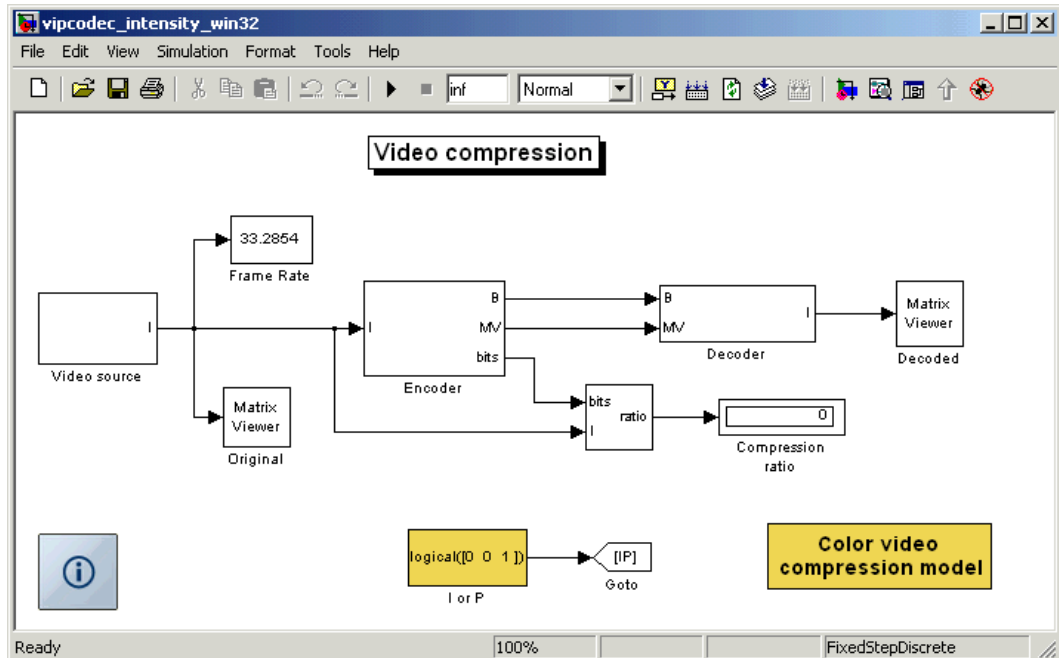 vipcodec_intensity_win32
File Edit View Simulation Format Tools Help
inf Normal
Video compression
33.2854
Frame Rate
I
Video source
Matrix
Viewer
Original
I
B
MV
bits
Encoder
B
MV
I
Decoder
Matrix
Viewer
Decoded
bits
I
ratio
0
Compression
ratio
logical([0 0 1 ])
I or P
[IP]
Goto
Color video
compression model
Ready 100% FixedStepDiscrete